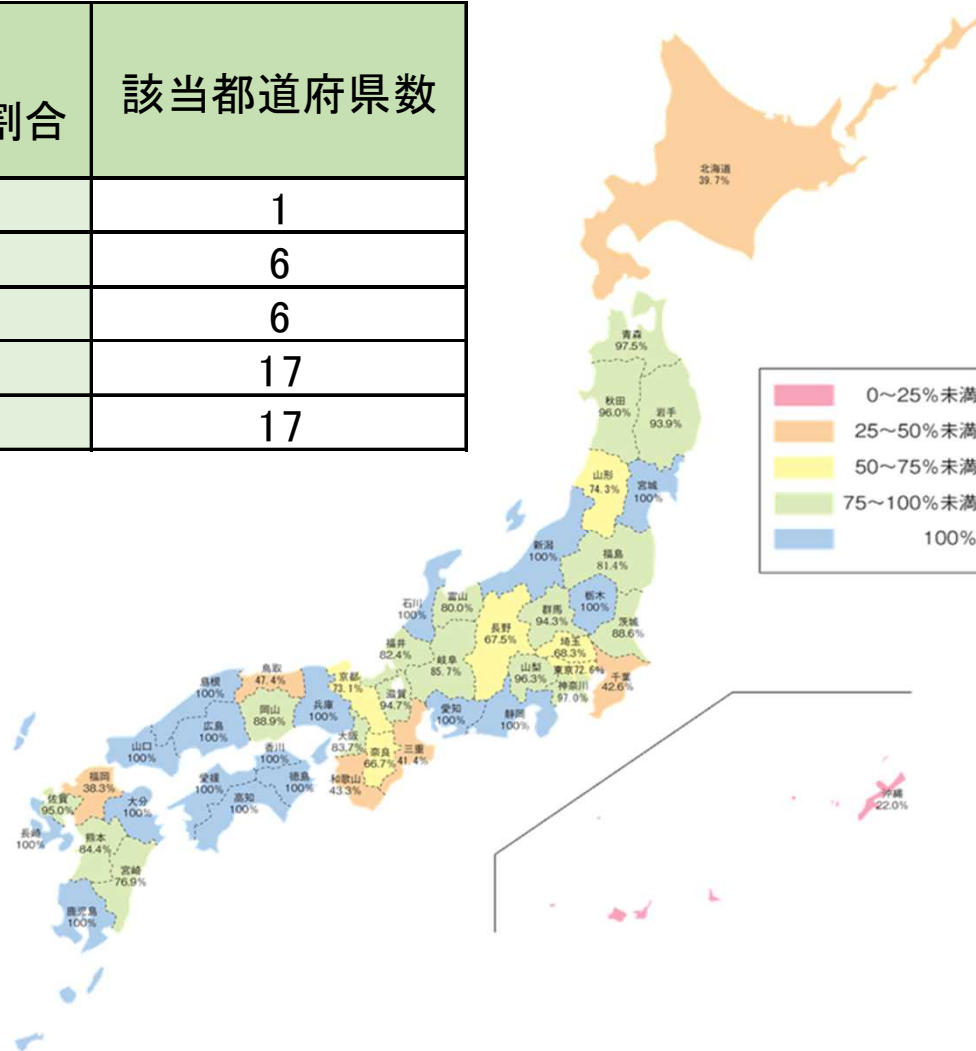 割合
該当都道府県数
1
6
6
17
17
北海道
39.7%
青森
97.5%
秋田
96.0%
岩手
93.9%
山形
74.3%
宮城
100%
新潟
100%
福島
81.4%
石川
100%
富山
80.0%
群馬
94.3%
栃木
100%
茨城
88.6%
長野
67.5%
埼玉
68.3%
福井
82.4%
岐阜
85.7%
山梨
96.3%
東京72.6%
神奈川
97.0%
千葉
42.6%
島根
100%
鳥取
47.4%
京都
73.1%
滋賀
94.7%
兵庫
100%
愛知
100%
静岡
100%
岡山
88.9%
広島
100%
山口
100%
大阪
83.7%
奈良
66.7%
三重
41.4%
和歌山
43.3%
香川
100%
愛媛
100%
徳島
100%
高知
100%
福岡
38.3%
佐賀
95.0%
大分
100%
長崎
100%
熊本
84.4%
宮崎
76.9%
鹿児島
100%
沖縄
22.0%
0～25%未満
25～50%未満
50～75%未満
75～100%未満
100%